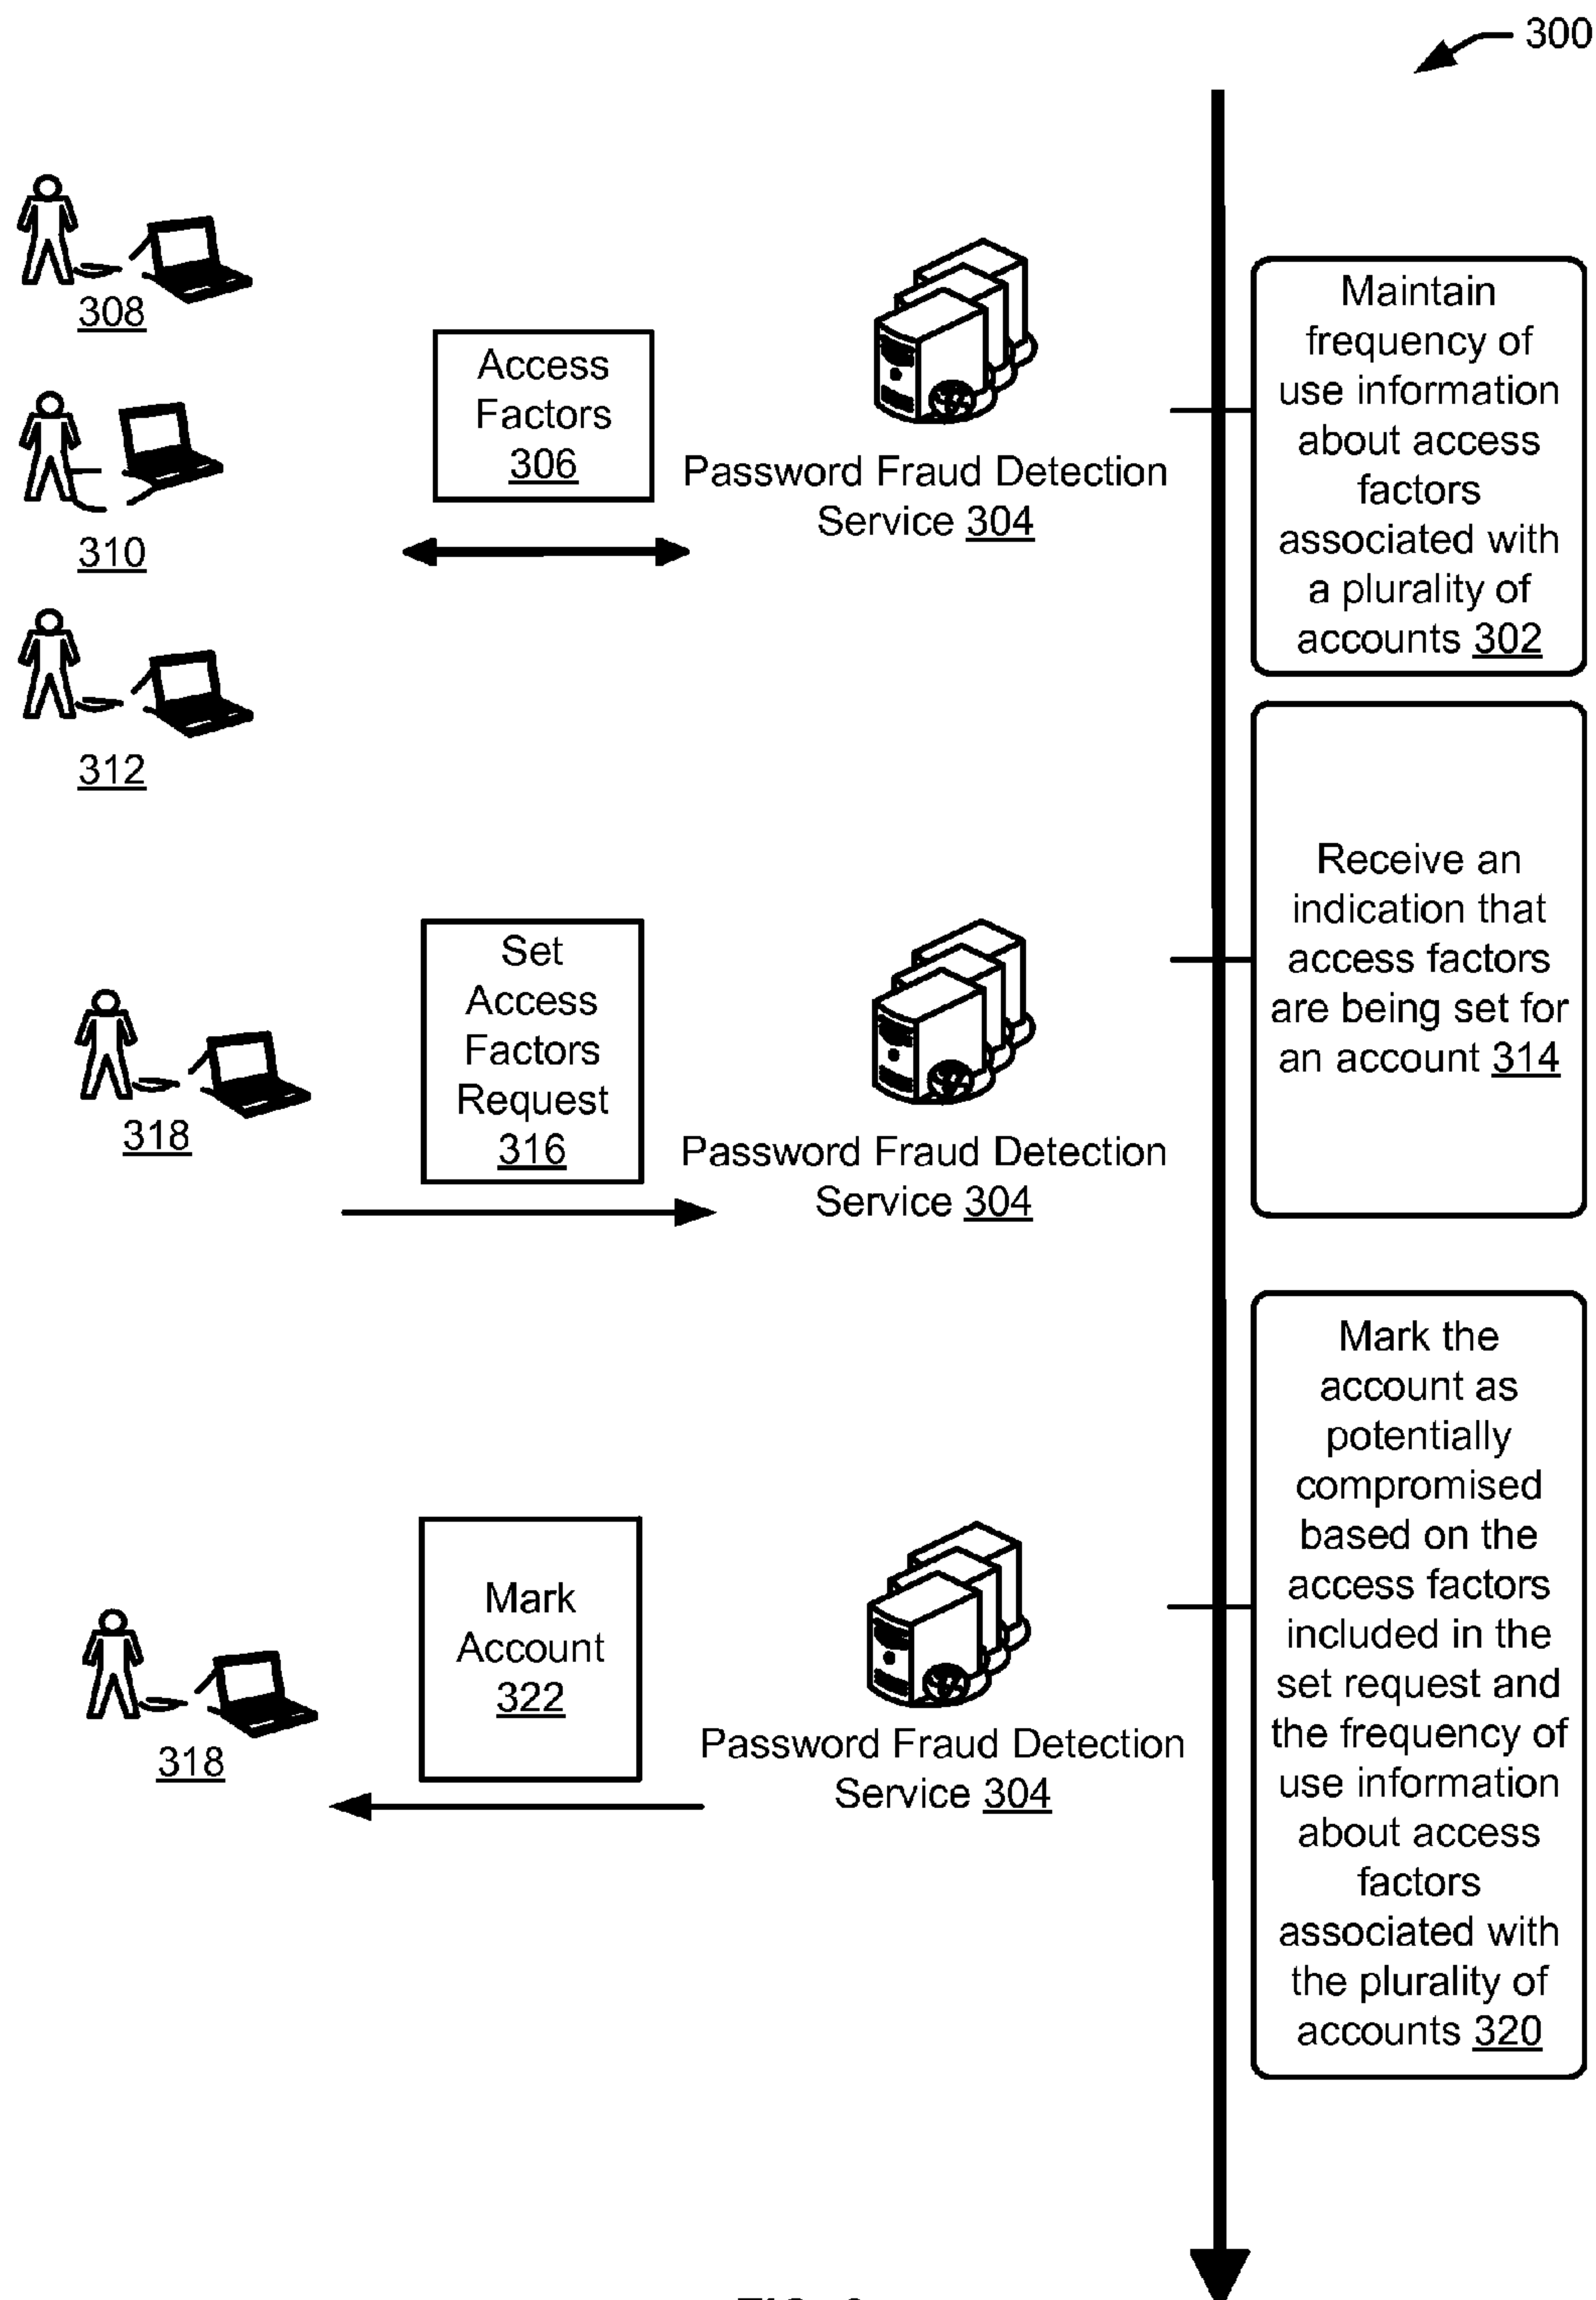 300
308
310
312
Access
Factors
306
Password Fraud Detection
Service 304
Maintain
frequency of
use information
about access
factors
associated with
a plurality of
accounts 302
318
Set
Access
Factors
Request
316
Password Fraud Detection
Service 304
Receive an
indication that
access factors
are being set for
an account 314
318
Mark
Account
322
Password Fraud Detection
Service 304
Mark the
account as
potentially
compromised
based on the
access factors
included in the
set request and
the frequency of
use information
about access
factors
associated with
the plurality of
accounts 320